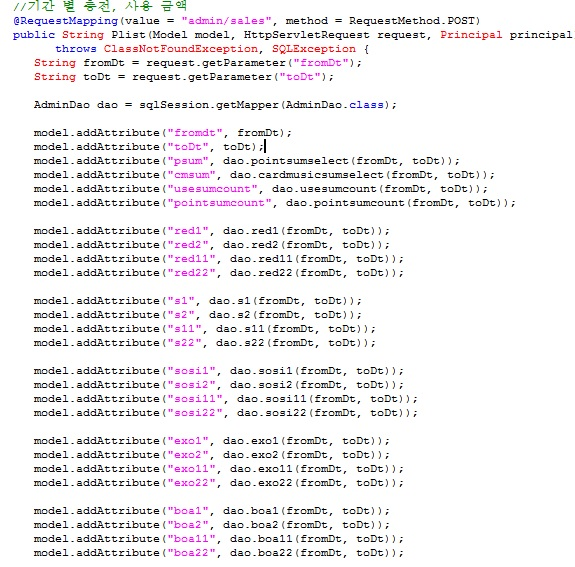 //기간 별 충전, 사용 금액
@RequestMapping(value = "admin/sales", method = RequestMethod.POST)
public String Plist(Model model, HttpServletRequest request, Principal principal
throws ClassNotFoundException, SQLException {
String fromDt = request.getParameter("fromDt");
String toDt = request.getParameter("toDt");
AdminDao dao = sqlSession.getMapper(AdminDao.class);
model.addAttribute("fromdt", fromDt);
model.addAttribute("toDt", toDt);
model.addAttribute("psum", dao.pointsumselect(fromDt, toDt));
model.addAttribute("cmsum", dao.cardmusicsumselect(fromDt, toDt));
model.addAttribute("usesumcount", dao.usesumcount(fromDt, toDt));
model.addAttribute("pointsumcount", dao.pointsumcount(fromDt, toDt));
model.addAttribute("red1", dao.red1(fromDt, toDt));
model.addAttribute("red2", dao.red2(fromDt, toDt));
model.addAttribute("red11", dao.red11(fromDt, toDt));
model.addAttribute("red22", dao.red22(fromDt, toDt));
model.addAttribute("s1", dao.s1(fromDt, toDt));
model.addAttribute("s2", dao.s2(fromDt, toDt));
model.addAttribute("s11", dao.s11(fromDt, toDt));
model.addAttribute("s22", dao.s22(fromDt, toDt));
model.addAttribute("sosi1", dao.sosi1(fromDt, toDt));
model.addAttribute("sosi2", dao.sosi2(fromDt, toDt));
model.addAttribute("sosi11", dao.sosi11(fromDt, toDt));
model.addAttribute("sosi22", dao.sosi22(fromDt, toDt));
model.addAttribute("exo1", dao.exo1(fromDt, toDt));
model.addAttribute("exo2", dao.exo2(fromDt, toDt));
model.addAttribute("exo11", dao.exo11(fromDt, toDt));
model.addAttribute("exo22", dao.exo22(fromDt, toDt));
model.addAttribute("boa1", dao.boa1(fromDt, toDt));
model.addAttribute("boa2", dao.boa2(fromDt, toDt));
model.addAttribute("boa11", dao.boa11(fromDt, toDt));
model.addAttribute("boa22", dao.boa22(fromDt, toDt));